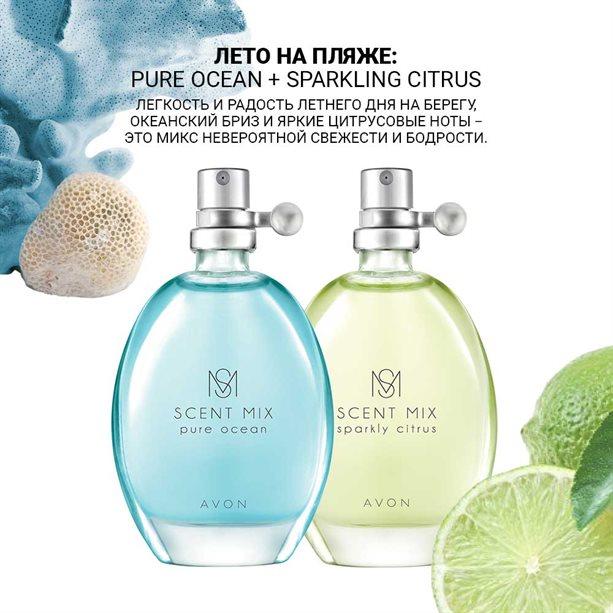 ЛЕТО НА ПЛЯЖЕ:
PURE OCEAN + SPARKLING CITRUS
ЛЕГКОСТЬ И РАДОСТЬ ЛЕТНЕГО ДНЯ НА БЕРЕГУ,
ОКЕАНСКИЙ БРИЗ И ЯРКИЕ ЦИТРУСОВЫЕ НОТЫ –
ЭТО МИКС НЕВЕРОЯТНОЙ СВЕЖЕСТИ И БОДРОСТИ.
SM
SCENT MIX
pure ocean
AVON
SM
SCENT MIX
sparkly citrus
AVON